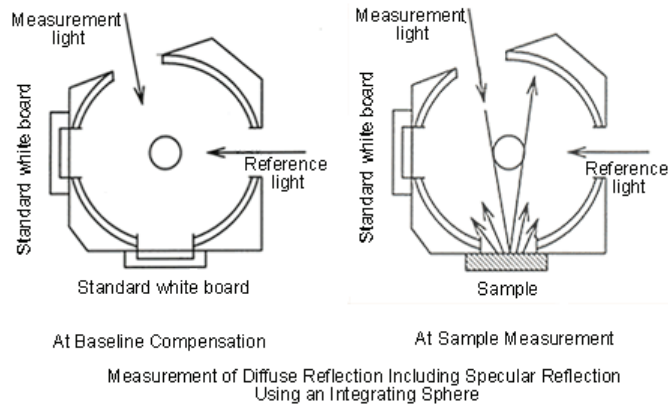 Measurement
light
Standard white board
Reference
light
Standard white board
At Baseline Compensation
Measurement
light
Standard white board
Reference
light
Sample
At Sample Measurement
Measurement of Diffuse Reflection Including Specular Reflection
Using an Integrating Sphere